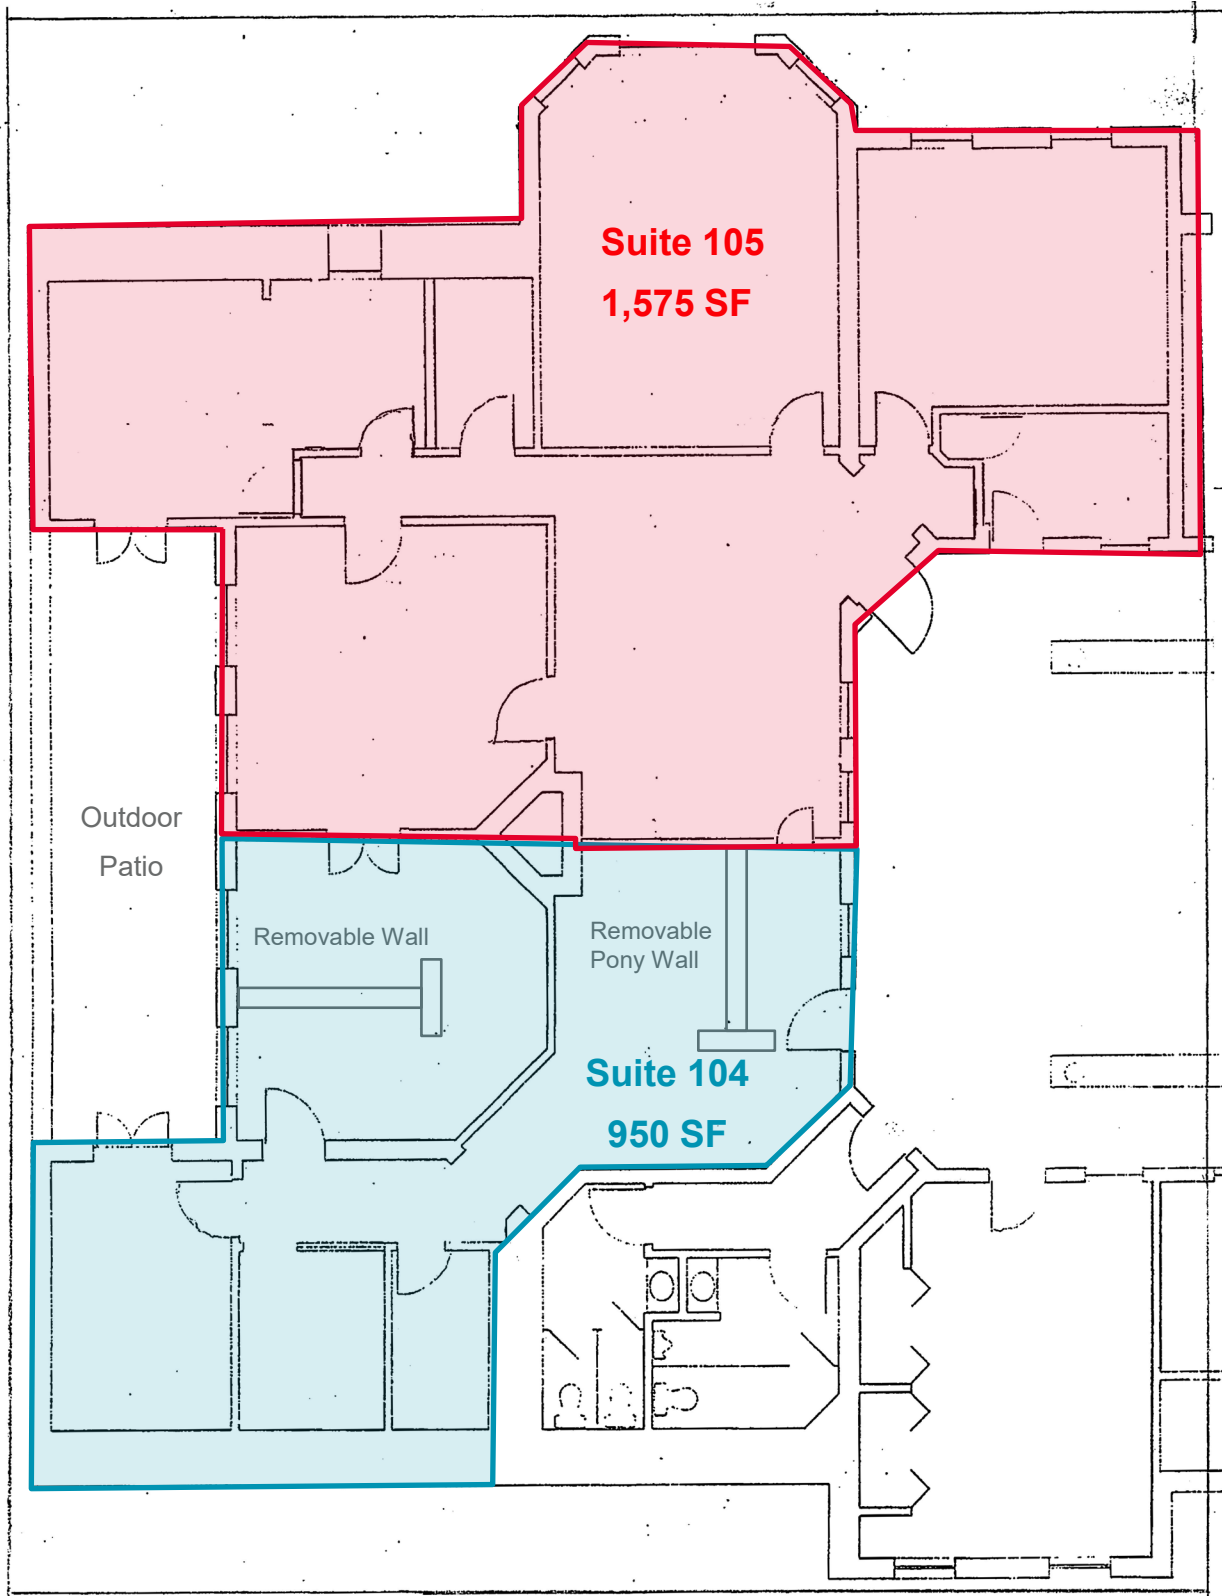 Suite 105
1,575 SF
Outdoor
Patio
Removable Wall
Removable
Pony Wall
Suite 104
950 SF